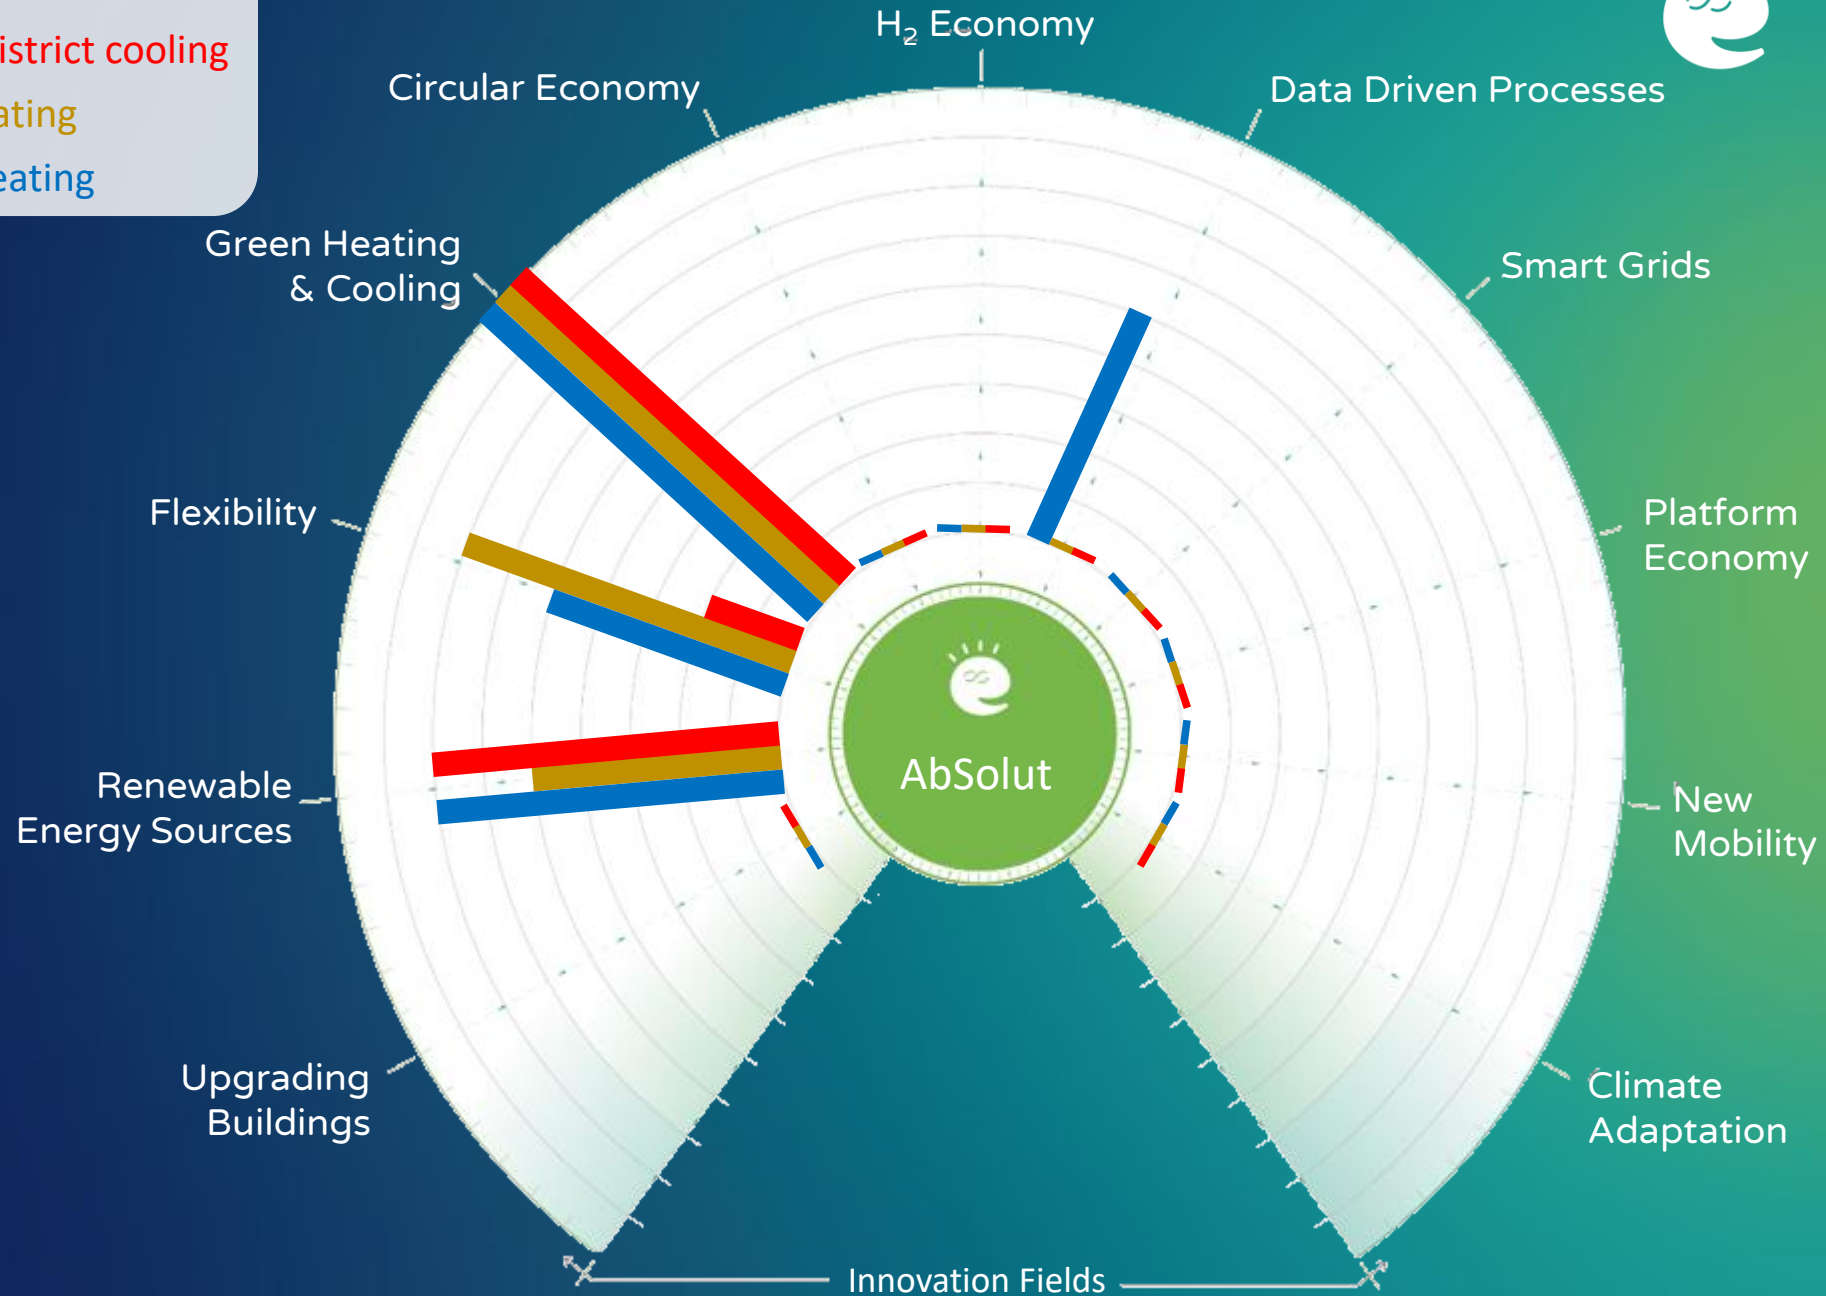 istrict cooling
ating
eating
H₂ Economy
Circular Economy
Data Driven Processes
Green Heating
& Cooling
Smart Grids
Flexibility
Platform
Economy
AbSolut
Renewable
Energy Sources
New
Mobility
Upgrading
Buildings
Climate
Adaptation
Innovation Fields